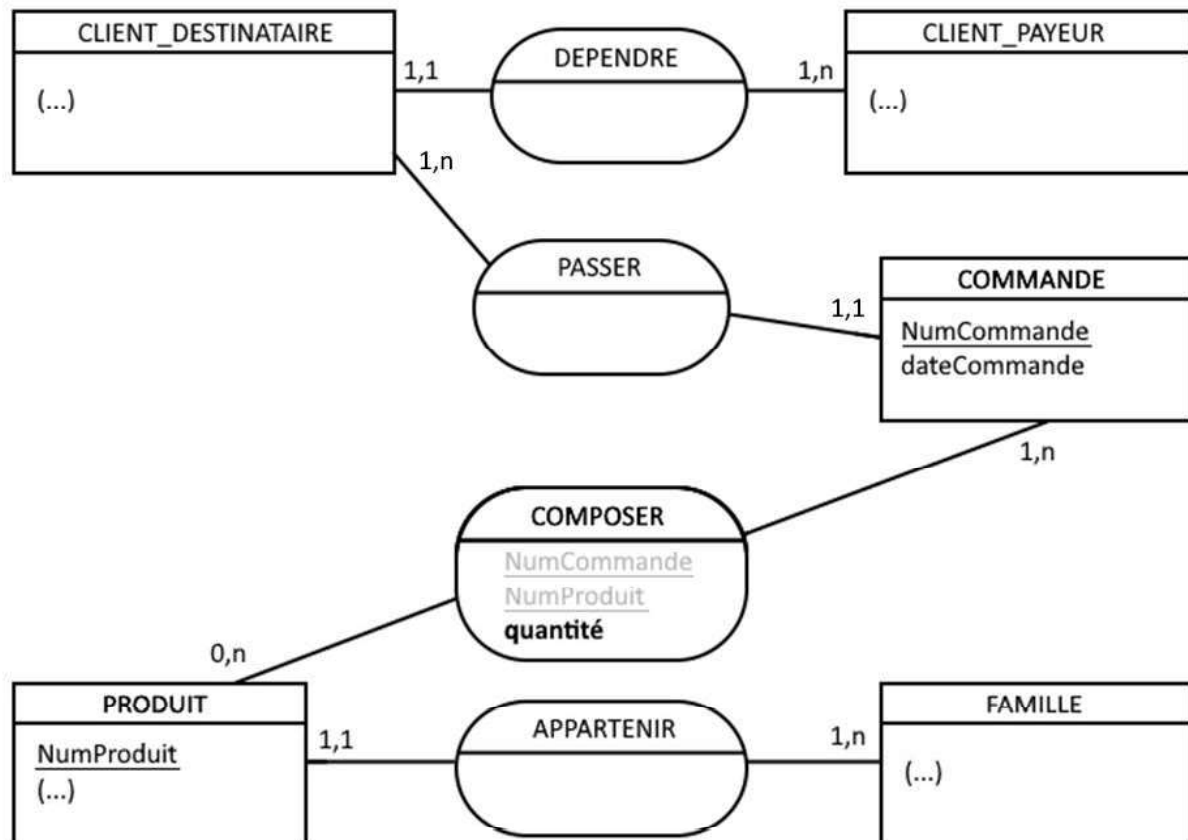 CLIENT_DESTINATAIRE
(...)
1,1
DEPENDRE
1,n
CLIENT_PAYEUR
(...)
1,n
PASSER
1,1
COMMANDE
NumCommande
dateCommande
1,n
COMPOSER
NumCommande
NumProduit
quantité
0,n
PRODUIT
NumProduit
(...)
1,1
APPARTENIR
1,n
FAMILLE
(...)